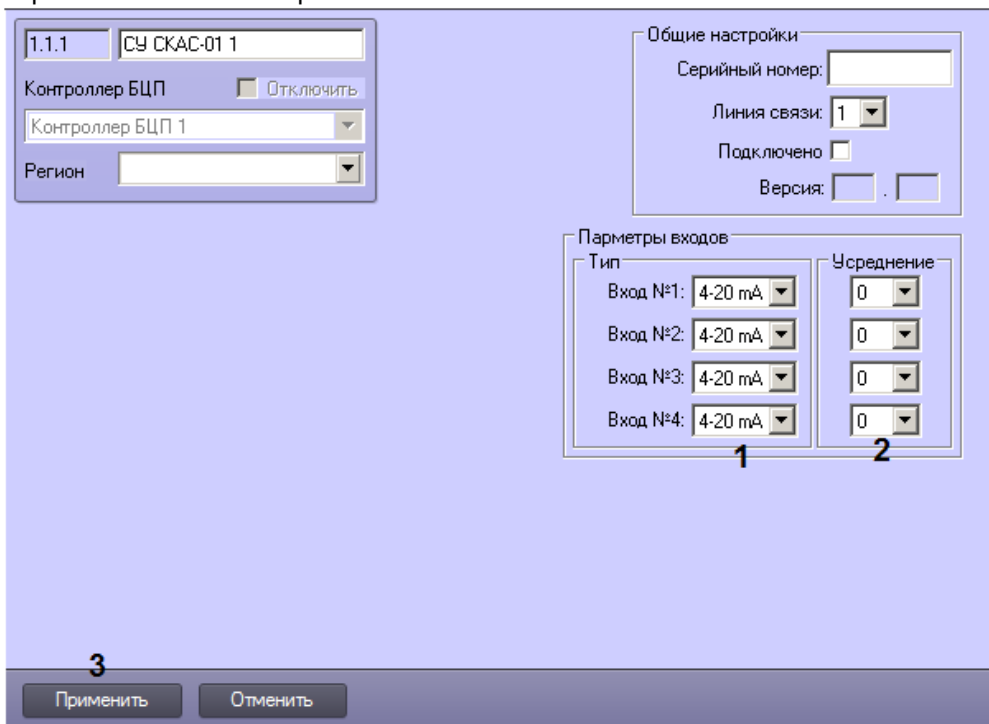 1.1.1 СУ СКАС-01 1
Контроллер БЦП Отключить
Контроллер БЦП 1
Регион
Общие настройки
Серийный номер:
Линия связи: 1
Подключено
Версия: .
Парметры входов
Тип Усреднение
Вход №1: 4-20 mA 0
Вход №2: 4-20 mA 0
Вход №3: 4-20 mA 0
Вход №4: 4-20 mA 0
1 2
3
Применить Отменить